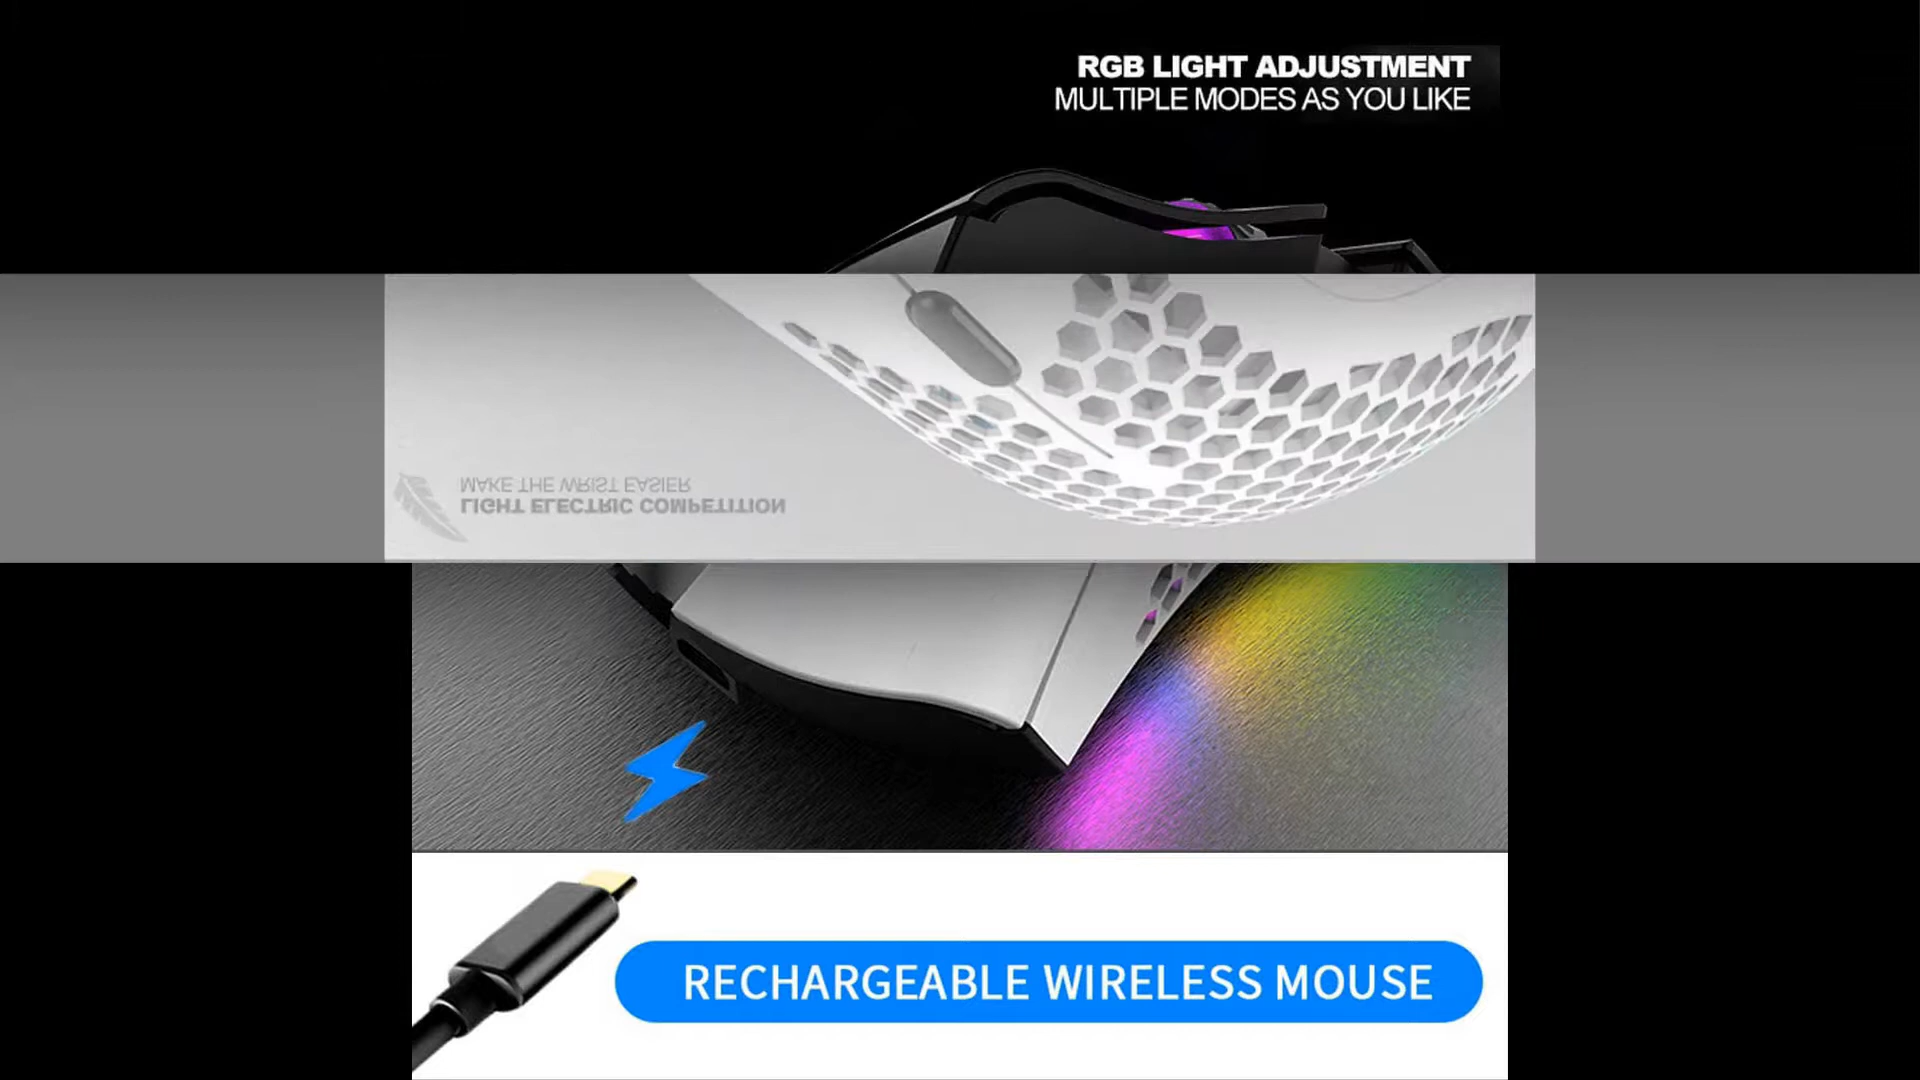 RGB LIGHT ADJUSTMENT
MULTIPLE MODES AS YOU LIKE
MAKE THE WRIST EASIER
LIGHT ELECTRIC COMPETITION
RECHARGEABLE WIRELESS MOUSE